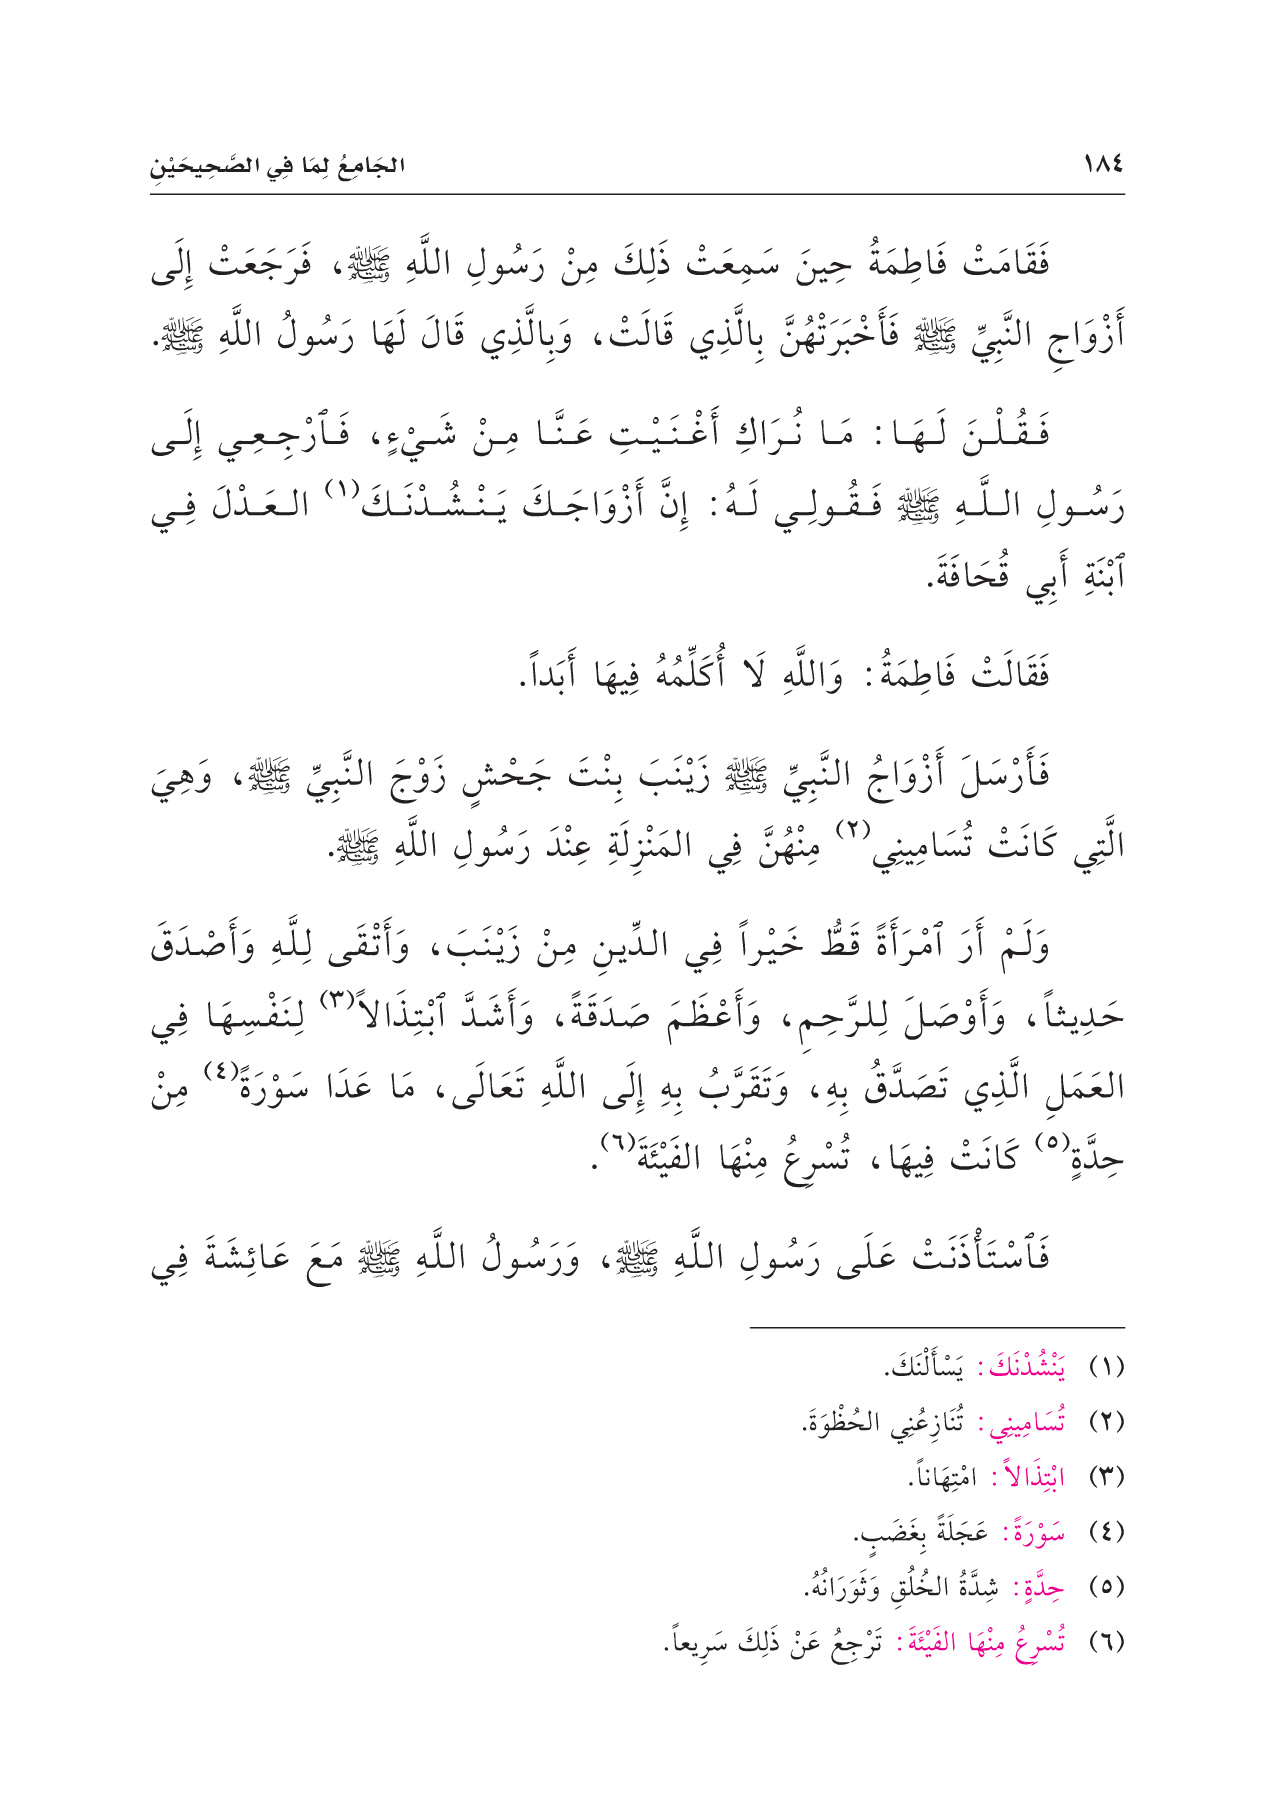 ١٨٤ الجَامِعُ لِمَا فِي الصَّحِيحَيْنِ
فَقَامَتْ فَاطِمَةُ حِينَ سَمِعَتْ ذَلِكَ مِنْ رَسُولِ اللَّهِ ﷺ، فَرَجَعَتْ إِلَى
أَزْوَاجِ النَّبِيِّ ﷺ فَأَخْبَرَتْهُنَّ بِالَّذِي قَالَتْ، وَبِالَّذِي قَالَ لَهَا رَسُولُ اللَّهِ ﷺ.
فَقُلْنَ لَهَا: مَا نُرَاكِ أَغْنَيْتِ عَنَّا مِنْ شَيْءٍ، فَٱرْجِعِي إِلَى
رَسُولِ اللَّهِ ﷺ فَقُولِي لَهُ: إِنَّ أَزْوَاجَكَ يَنْشُدْنَكَ(١) العَدْلَ فِي
ٱبْنَةِ أَبِي قُحَافَةَ.
فَقَالَتْ فَاطِمَةُ: وَاللَّهِ لَا أُكَلِّمُهُ فِيهَا أَبَداً.
فَأَرْسَلَ أَزْوَاجُ النَّبِيِّ ﷺ زَيْنَبَ بِنْتَ جَحْشٍ زَوْجَ النَّبِيِّ ﷺ، وَهِيَ
الَّتِي كَانَتْ تُسَامِينِي(٢) مِنْهُنَّ فِي المَنْزِلَةِ عِنْدَ رَسُولِ اللَّهِ ﷺ.
وَلَمْ أَرَ ٱمْرَأَةً قَطُّ خَيْراً فِي الدِّينِ مِنْ زَيْنَبَ، وَأَتْقَى لِلَّهِ وَأَصْدَقَ
حَدِيثاً، وَأَوْصَلَ لِلرَّحِمِ، وَأَعْظَمَ صَدَقَةً، وَأَشَدَّ ٱبْتِذَالاً(٣) لِنَفْسِهَا فِي
العَمَلِ الَّذِي تَصَدَّقُ بِهِ، وَتَقَرَّبُ بِهِ إِلَى اللَّهِ تَعَالَى، مَا عَدَا سَوْرَةً(٤) مِنْ
حِدَّةٍ(٥) كَانَتْ فِيهَا، تُسْرِعُ مِنْهَا الفَيْئَةَ(٦).
فَٱسْتَأْذَنَتْ عَلَى رَسُولِ اللَّهِ ﷺ، وَرَسُولُ اللَّهِ ﷺ مَعَ عَائِشَةَ فِي
(١) يَنْشُدْنَكَ: يَسْأَلْنَكَ.
(٢) تُسَامِينِي: تُنَازِعُنِي الحُظْوَةَ.
(٣) ابْتِذَالاً: امْتِهَاناً.
(٤) سَوْرَةً: عَجَلَةً بِغَضَبٍ.
(٥) حِدَّةٍ: شِدَّةُ الخُلُقِ وَثَوَرَانُهُ.
(٦) تُسْرِعُ مِنْهَا الفَيْئَةَ: تَرْجِعُ عَنْ ذَلِكَ سَرِيعاً.